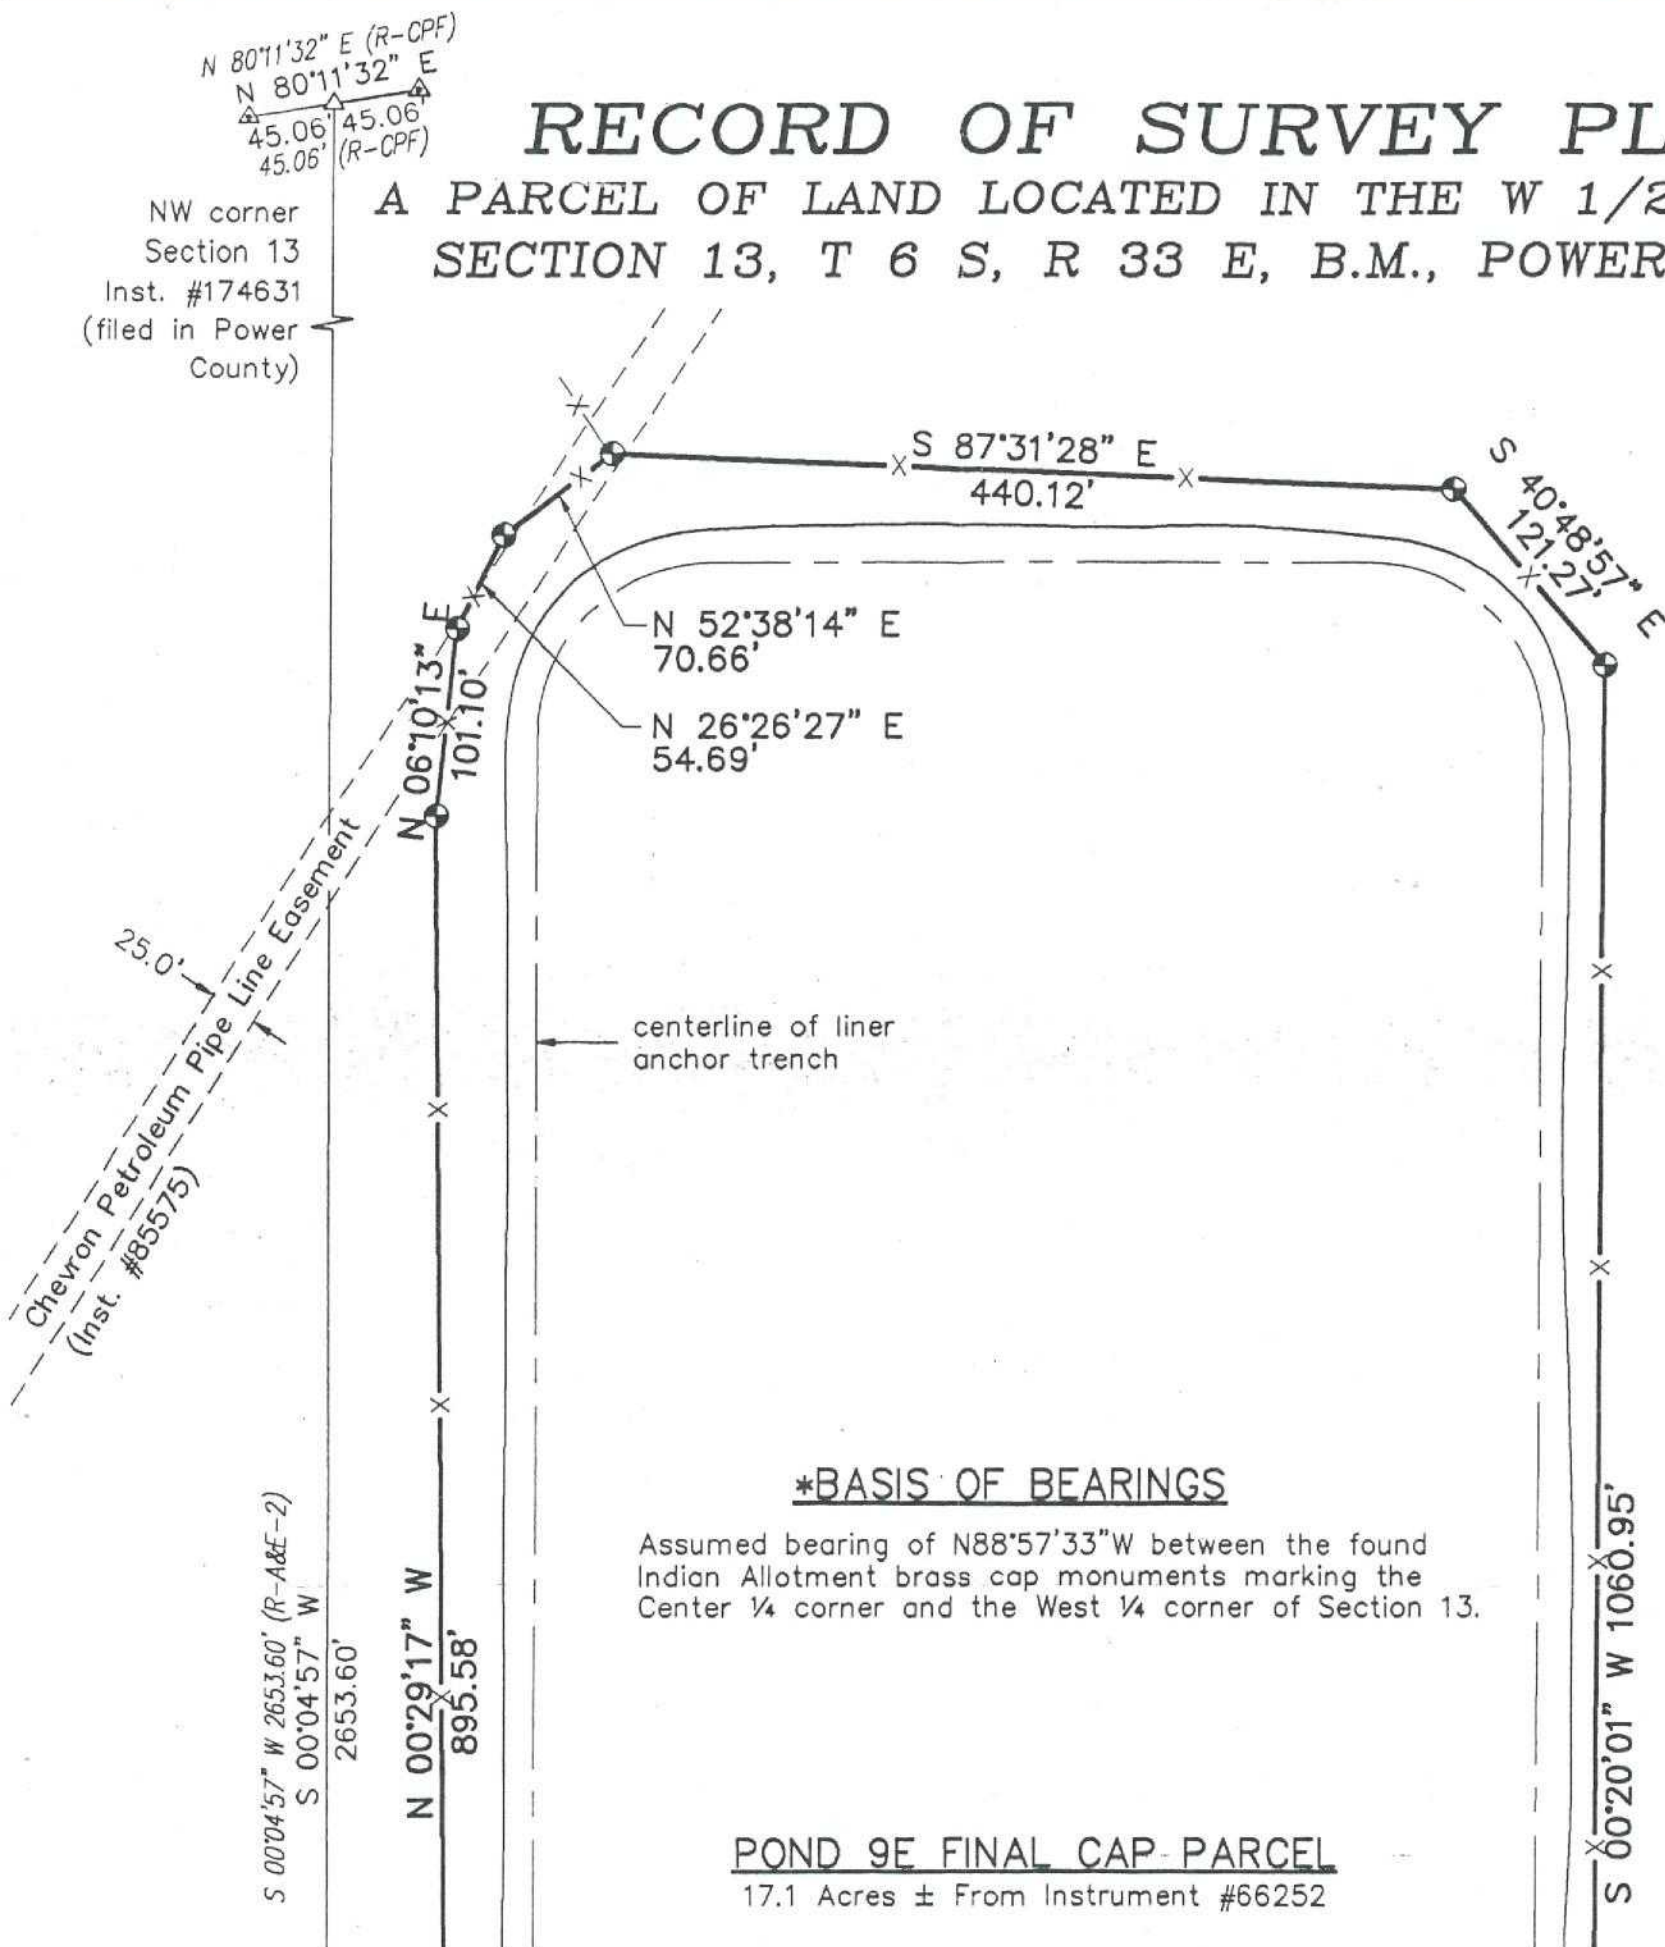 N 80°11'32" E (R-CPF)
N 80°11'32" E
45.06' 45.06'
45.06' (R-CPF)
RECORD OF SURVEY PL
A PARCEL OF LAND LOCATED IN THE W 1/2
SECTION 13, T 6 S, R 33 E, B.M., POWER
NW corner
Section 13
Inst. #174631
(filed in Power
County)
S 87°31'28" E
440.12'
S 40°48'57" E
121.27'
N 52°38'14" E
70.66'
N 26°26'27" E
54.69'
N 06°10'13" E
101.10'
25.0'
Chevron Petroleum Pipe Line Easement
(Inst. #85575)
centerline of liner
anchor trench
*BASIS OF BEARINGS
Assumed bearing of N88°57'33"W between the found
Indian Allotment brass cap monuments marking the
Center ¼ corner and the West ¼ corner of Section 13.
S 00°04'57" W 2653.60' (R-A&E-2)
S 00°04'57" W
2653.60'
N 00°29'17" W
895.58'
S 00°20'01" W 1060.95'
POND 9E FINAL CAP PARCEL
17.1 Acres ± From Instrument #66252